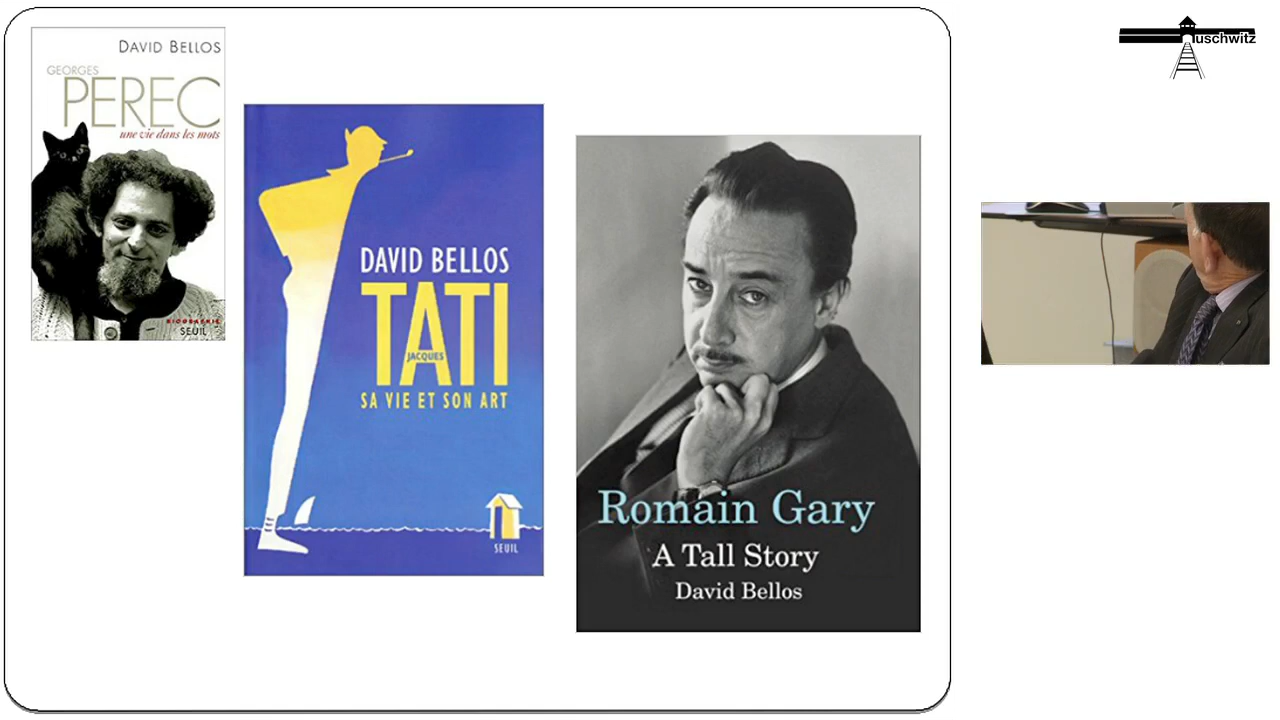 DAVID BELLOS
GEORGES
PEREC
une vie dans les mots
BIOGRAPHIE
SEUIL
DAVID BELLOS
TATI
JACQUES
SA VIE ET SON ART
SEUIL
Romain Gary
A Tall Story
David Bellos
uschwitz